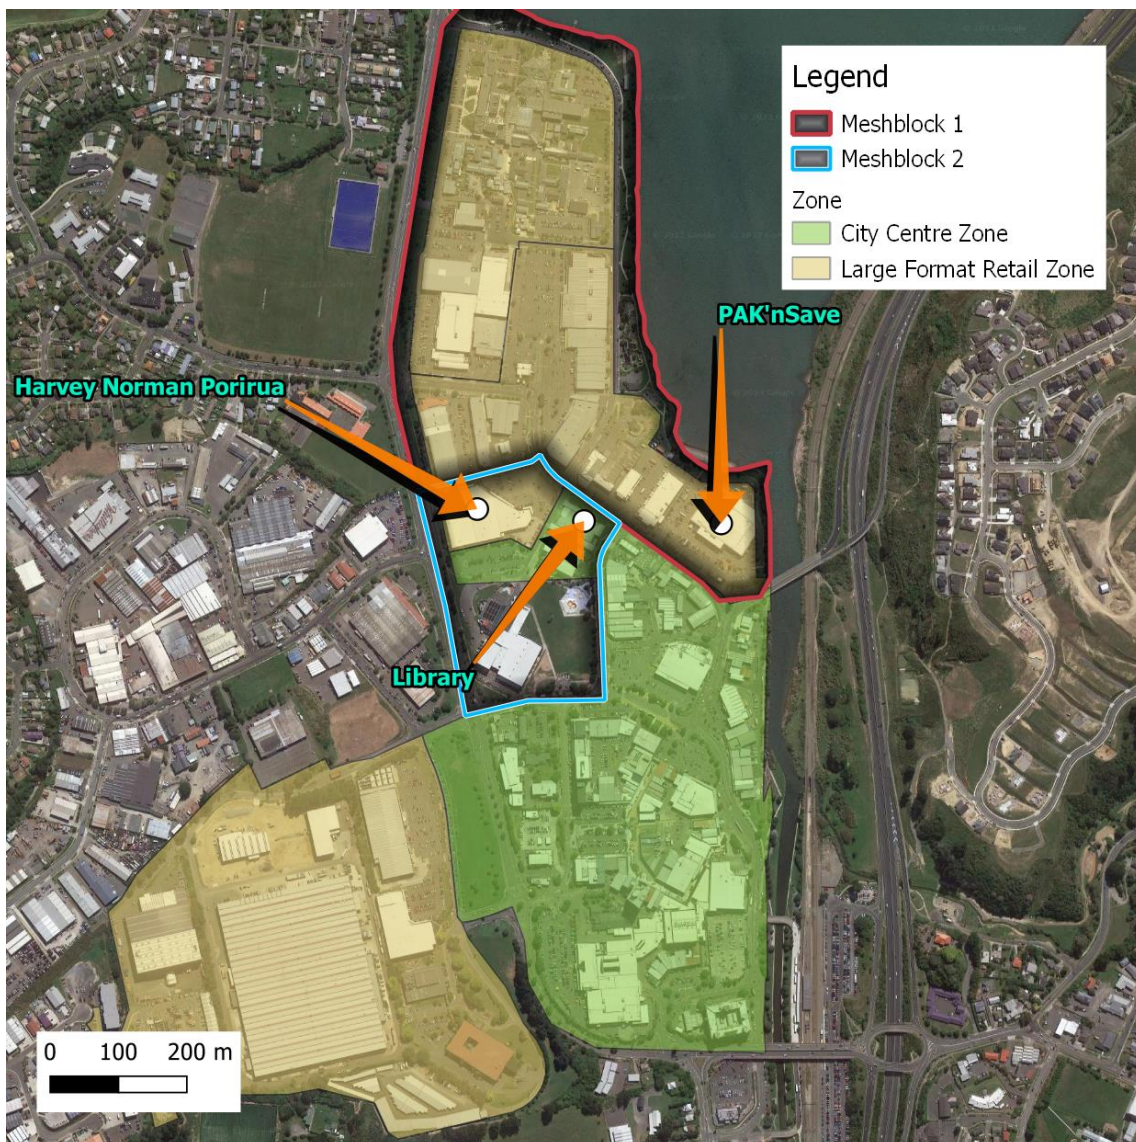 Legend
Meshblock 1
Meshblock 2
Zone
City Centre Zone
Large Format Retail Zone
PAK'nSave
Harvey Norman Porirua
Library
0 100 200 m